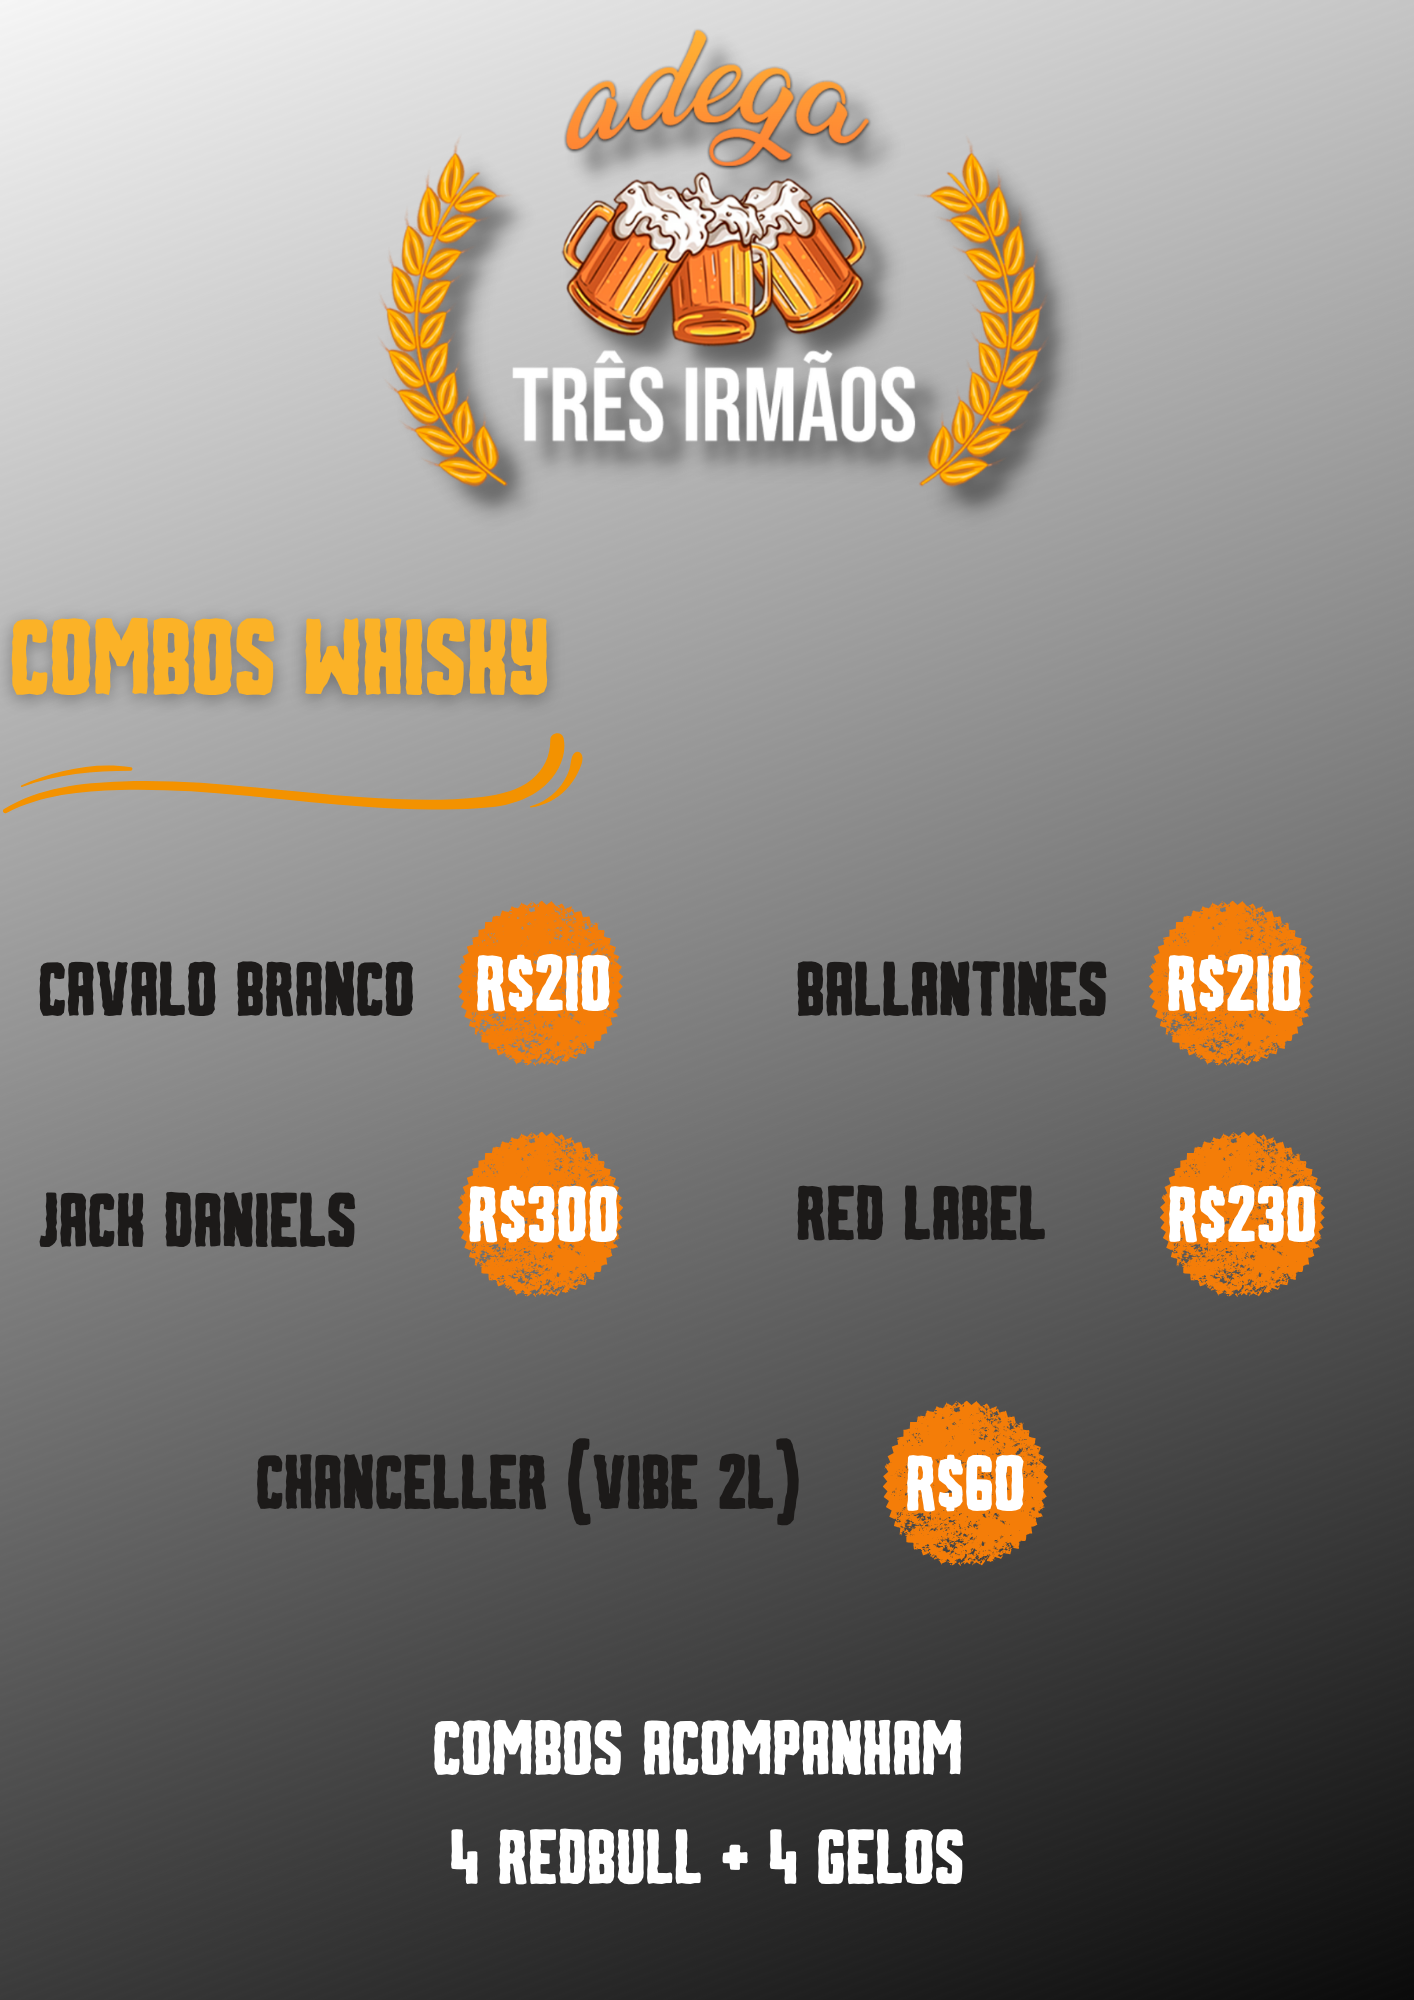 adega
TRÊS IRMÃOS
COMBOS WHISKY
CAVALO BRANCO R$210
BALLANTINES R$210
JACK DANIELS R$300
RED LABEL R$230
CHANCELLER (VIBE 2L) R$60
COMBOS ACOMPANHAM
4 REDBULL + 4 GELOS